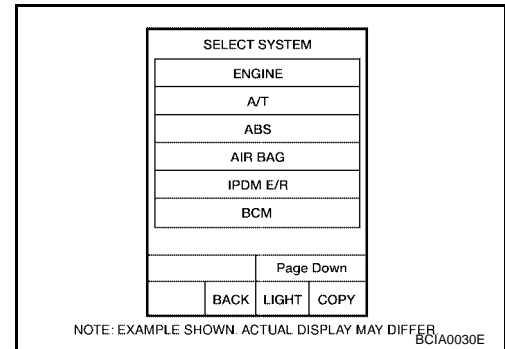 SELECT SYSTEM
ENGINE
A/T
ABS
AIR BAG
IPDM E/R
BCM
Page Down
BACK LIGHT COPY
NOTE: EXAMPLE SHOWN. ACTUAL DISPLAY MAY DIFFER.
BCIA0030E